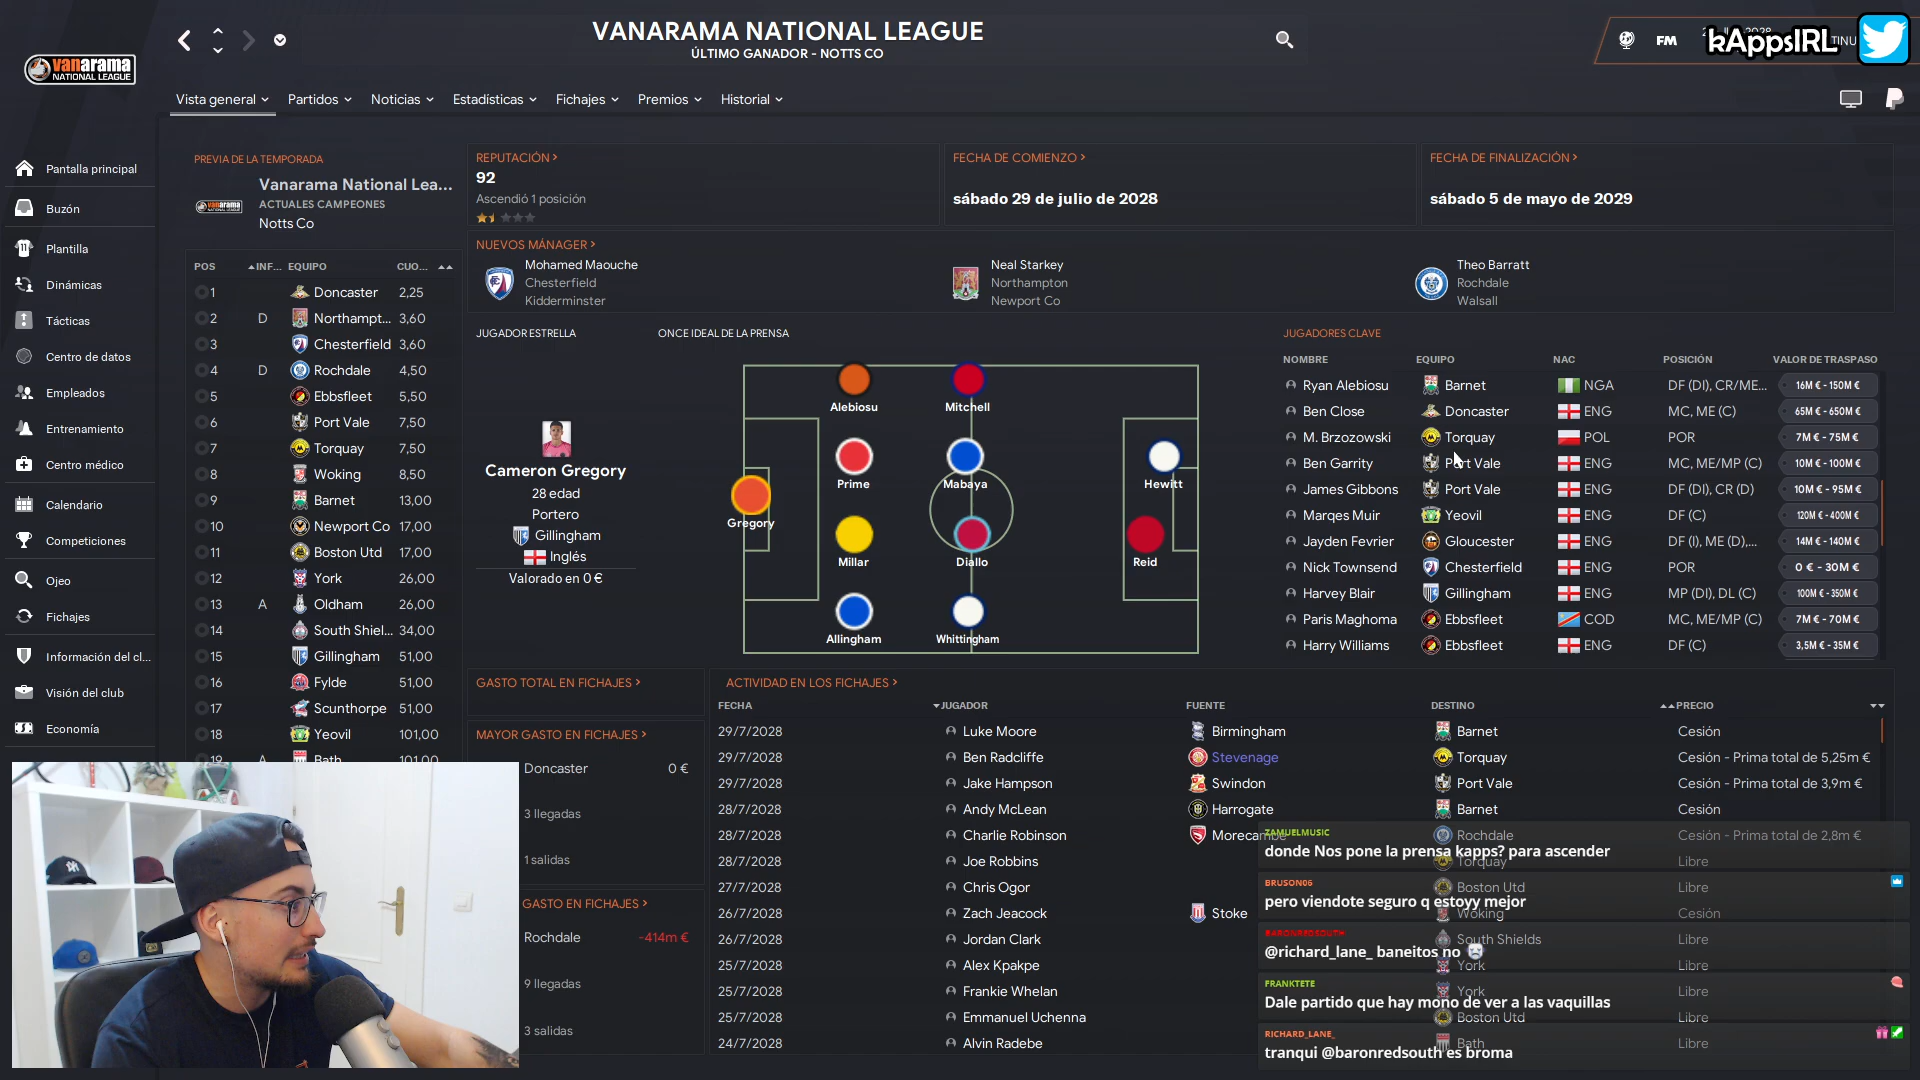 VANARAMA NATIONAL LEAGUE
ÚLTIMO GANADOR - NOTTS CO
FM
kAppsIRL
vanarama
NATIONAL LEAGUE
Vista general
Partidos
Noticias
Estadísticas
Fichajes
Premios
Historial
Pantalla principal
Buzón
Plantilla
Dinámicas
Tácticas
Centro de datos
Empleados
Entrenamiento
Centro médico
Calendario
Competiciones
Ojeo
Fichajes
Información del cl...
Visión del club
Economía
PREVIA DE LA TEMPORADA
Vanarama National Lea...
ACTUALES CAMPEONES
Notts Co
POS INF... EQUIPO CUO...
1 Doncaster 2,25
2 D Northampt... 3,60
3 Chesterfield 3,60
4 D Rochdale 4,50
5 Ebbsfleet 5,50
6 Port Vale 7,50
7 Torquay 7,50
8 Woking 8,50
9 Barnet 13,00
10 Newport Co 17,00
11 Boston Utd 17,00
12 York 26,00
13 A Oldham 26,00
14 South Shiel... 34,00
15 Gillingham 51,00
16 Fylde 51,00
17 Scunthorpe 51,00
18 Yeovil 101,00
19 A Bath 101,00
REPUTACIÓN >
92
Ascendió 1 posición
FECHA DE COMIENZO >
sábado 29 de julio de 2028
FECHA DE FINALIZACIÓN >
sábado 5 de mayo de 2029
NUEVOS MÁNAGER >
Mohamed Maouche
Chesterfield
Kidderminster
Neal Starkey
Northampton
Newport Co
Theo Barratt
Rochdale
Walsall
JUGADOR ESTRELLA
Cameron Gregory
28 edad
Portero
Gillingham
Inglés
Valorado en 0 €
ONCE IDEAL DE LA PRENSA
Alebiosu
Mitchell
Prime
Mabaya
Hewitt
Gregory
Millar
Diallo
Reid
Allingham
Whittingham
JUGADORES CLAVE
NOMBRE EQUIPO NAC POSICIÓN VALOR DE TRASPASO
Ryan Alebiosu Barnet NGA DF (DI), CR/ME... 16M € - 150M €
Ben Close Doncaster ENG MC, ME (C) 65M € - 650M €
M. Brzozowski Torquay POL POR 7M € - 75M €
Ben Garrity Port Vale ENG MC, ME/MP (C) 10M € - 100M €
James Gibbons Port Vale ENG DF (DI), CR (D) 10M € - 95M €
Marqes Muir Yeovil ENG DF (C) 120M € - 400M €
Jayden Fevrier Gloucester ENG DF (I), ME (D),... 14M € - 140M €
Nick Townsend Chesterfield ENG POR 0 € - 30M €
Harvey Blair Gillingham ENG MP (DI), DL (C) 100M € - 350M €
Paris Maghoma Ebbsfleet COD MC, ME/MP (C) 7M € - 70M €
Harry Williams Ebbsfleet ENG DF (C) 3,5M € - 35M €
GASTO TOTAL EN FICHAJES >
MAYOR GASTO EN FICHAJES >
Doncaster 0 €
3 llegadas
1 salidas
GASTO EN FICHAJES >
Rochdale -414m €
9 llegadas
3 salidas
ACTIVIDAD EN LOS FICHAJES >
FECHA JUGADOR FUENTE DESTINO PRECIO
29/7/2028 Luke Moore Birmingham Barnet Cesión
29/7/2028 Ben Radcliffe Stevenage Torquay Cesión - Prima total de 5,25m €
29/7/2028 Jake Hampson Swindon Port Vale Cesión - Prima total de 3,9m €
28/7/2028 Andy McLean Harrogate Barnet Cesión
28/7/2028 Charlie Robinson Morecambe Rochdale Cesión - Prima total de 2,8m €
28/7/2028 Joe Robbins Torquay Libre
27/7/2028 Chris Ogor Boston Utd Libre
26/7/2028 Zach Jeacock Stoke Woking Cesión
26/7/2028 Jordan Clark South Shields Libre
25/7/2028 Alex Kpakpe York Libre
25/7/2028 Frankie Whelan York Libre
25/7/2028 Emmanuel Uchenna Boston Utd Libre
24/7/2028 Alvin Radebe Bath Libre
ZAMUELMUSIC
donde Nos pone la prensa kapps? para ascender
BRUSON06
pero viendote seguro q estoyy mejor
BARONREDSOUTH
@richard_lane_ baneitos no
FRANKTETE
Dale partido que hay mono de ver a las vaquillas
RICHARD_LANE_
tranqui @baronredsouth es broma